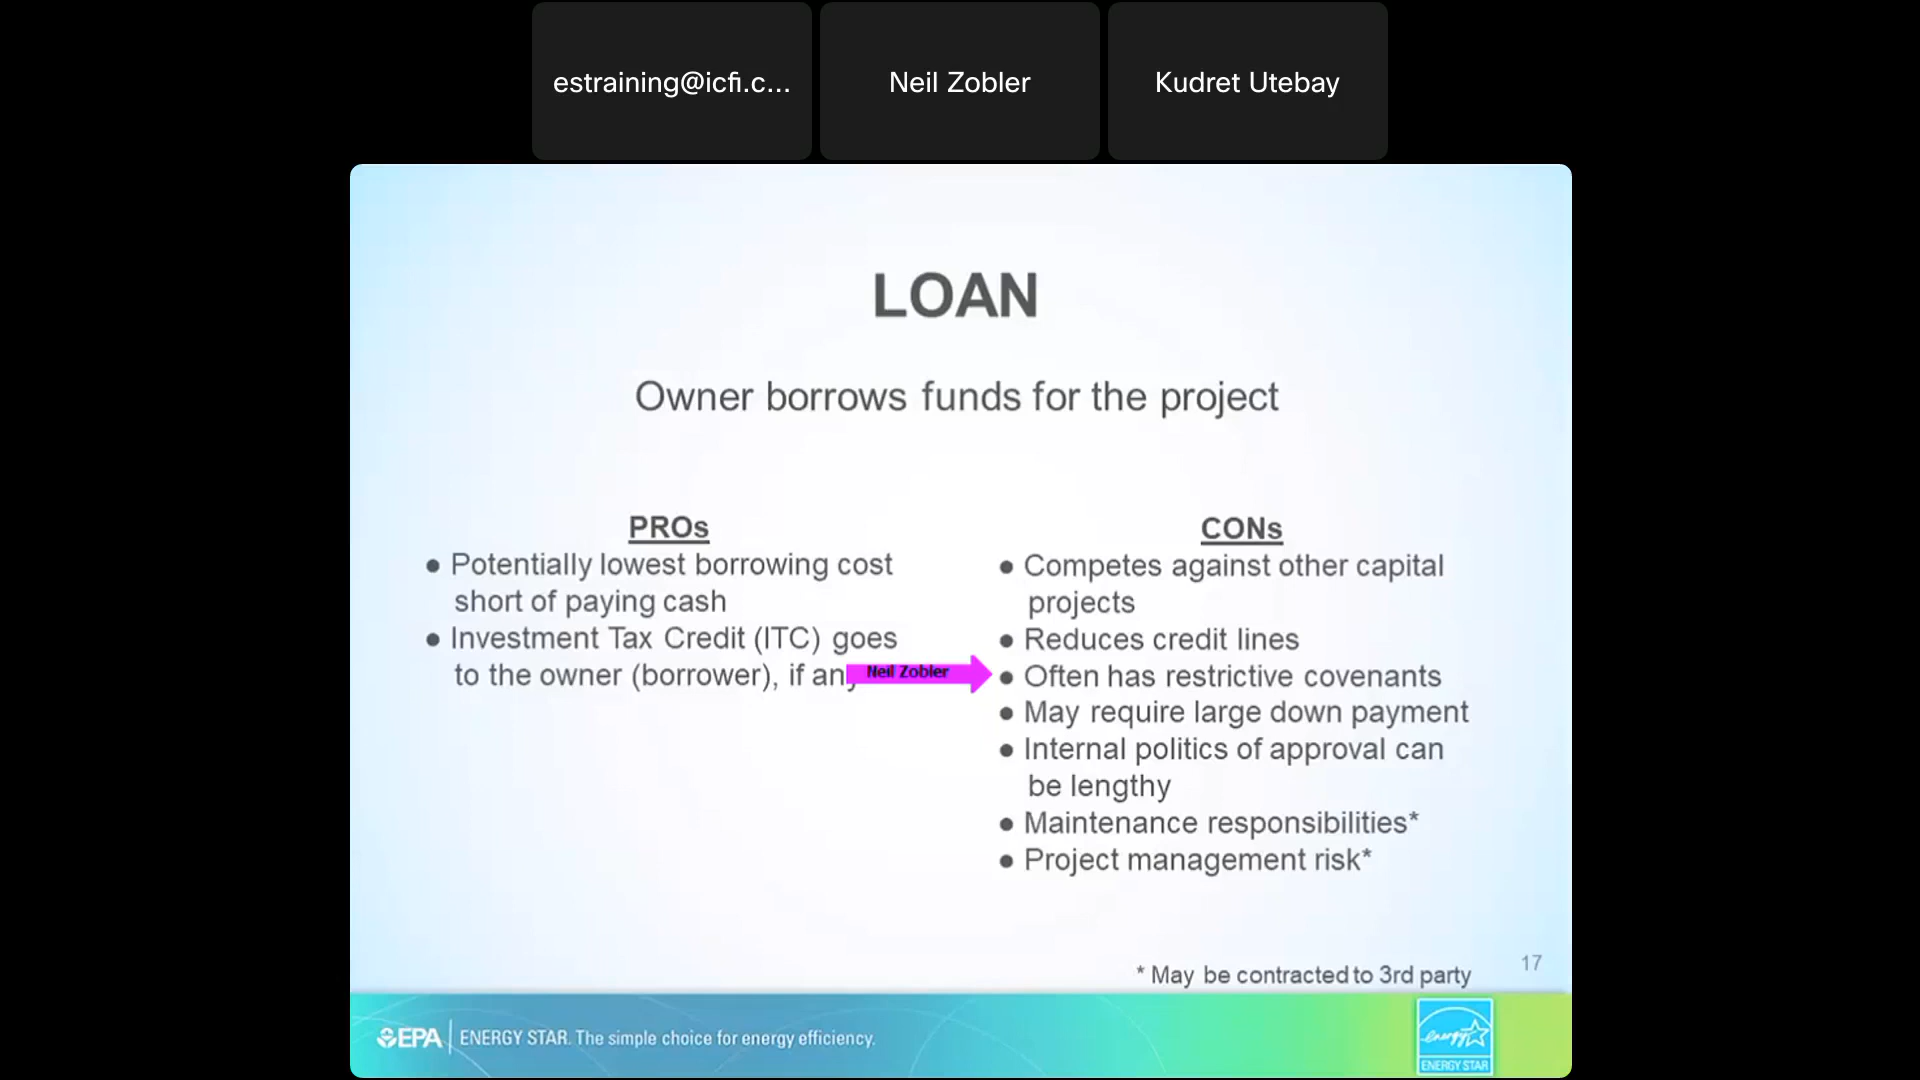 estraining@icfi.c...
Neil Zobler
Kudret Utebay
LOAN
Owner borrows funds for the project
PROs
● Potentially lowest borrowing cost
short of paying cash
● Investment Tax Credit (ITC) goes
to the owner (borrower), if any
Neil Zobler
CONs
● Competes against other capital
projects
● Reduces credit lines
● Often has restrictive covenants
● May require large down payment
● Internal politics of approval can
be lengthy
● Maintenance responsibilities*
● Project management risk*
* May be contracted to 3rd party
17
EPA
ENERGY STAR. The simple choice for energy efficiency.
energy
ENERGY STAR